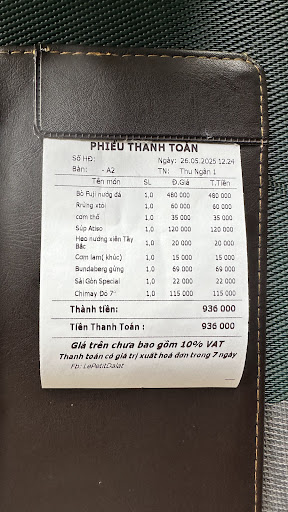 PHIẾU THANH TOÁN
Số HĐ: Ngày: 26.05.2025 12.24
Bàn: - A2 TN: Thu Ngân 1
Tên món SL Đ.Giá T.Tiền
Bò Fuji nướng đá 1,0 480 000 480 000
Rrừng xtỏi 1,0 60 000 60 000
cơm thố 1,0 35 000 35 000
Súp Atiso 1,0 120 000 120 000
Heo nướng xiên Tây 1,0 20 000 20 000
Bắc
Cơm lam( khúc) 1,0 15 000 15 000
Bundaberg gừng 1,0 69 000 69 000
Sài Gòn Special 1,0 22 000 22 000
Chimay Đỏ 7° 1,0 115 000 115 000
Thành tiền: 936 000
Tiền Thanh Toán : 936 000
Giá trên chưa bao gồm 10% VAT
Thanh toán có giá trị xuất hoá đơn trong 7 ngày
Fb: LePetitDalat